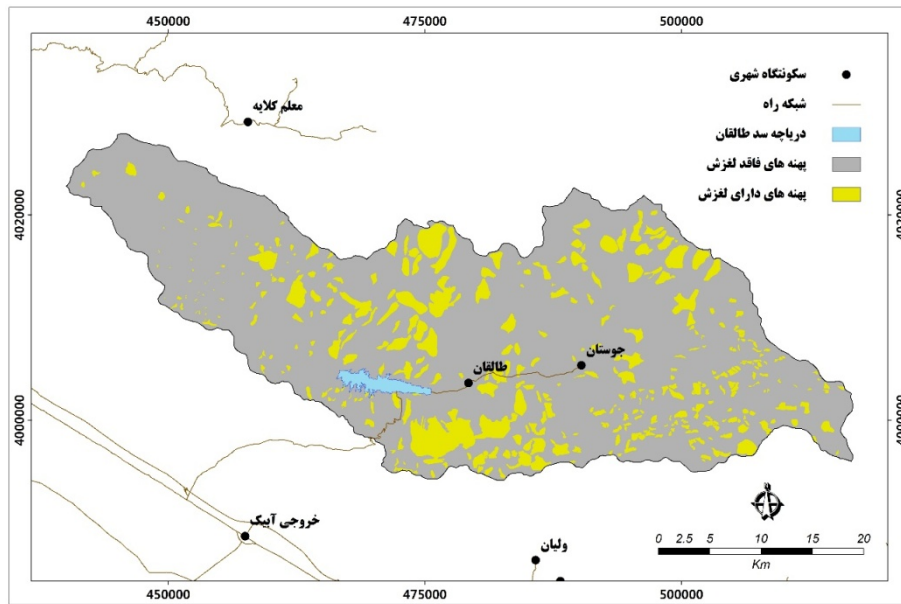 450000 475000 500000
سکونتگاه شهری
معلم کلایه
شبکه راه
دریاچه سد طالقان
پهنه های فاقد لغزش
پهنه های دارای لغزش
4022000 4022000
جوستان
طالقان
4000000 4000000
خروجی آبیک
ولیان
0 2.5 5 10 15 20
Km
450000 475000 500000